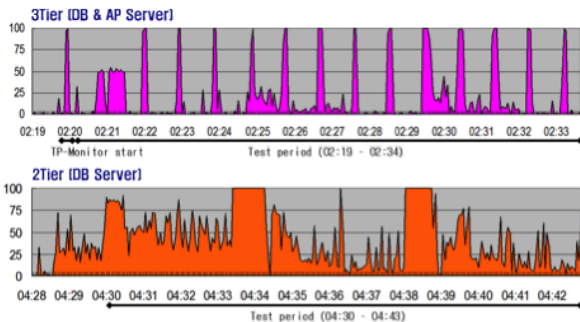 3Tier (DB & AP Server)
100
75
50
25
0
02:19 02:20 02:21 02:22 02:23 02:24 02:25 02:26 02:27 02:28 02:29 02:30 02:31 02:32 02:33
TP-Monitor start Test period (02:19 - 02:34)
2Tier (DB Server)
100
75
50
25
0
04:28 04:29 04:30 04:31 04:32 04:33 04:34 04:35 04:36 04:37 04:38 04:39 04:40 04:41 04:42
Test period (04:30 - 04:43)